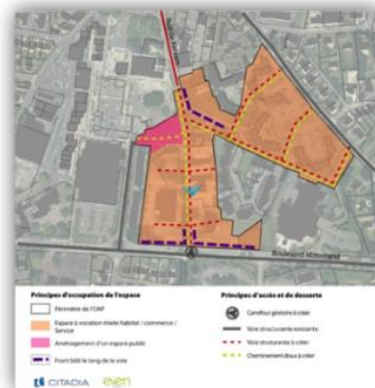 Boulevard Mitterrand
Principes d'occupation de l'espace
Périmètre de l'OAP
Espace à vocation mixte habitat / commerce /
Service
Aménagement d'un espace public
Front bâti le long de la voie
Principes d'accès et de desserte
Carrefour giratoire à créer
Voie structurante existante
Voie structurante à créer
Cheminement doux à créer
CITADIA
even